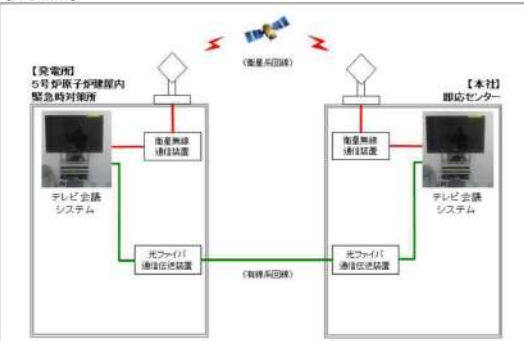 (衛星系回線)
【発電所】
5号炉原子炉建屋内
緊急時対策所
【本社】
即応センター
衛星無線
通信装置
衛星無線
通信装置
テレビ会議
システム
テレビ会議
システム
光ファイバ
通信伝送装置
光ファイバ
通信伝送装置
(有線系回線)